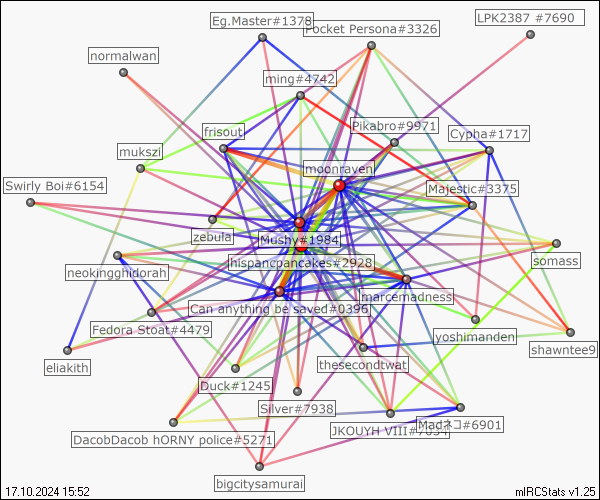 LPK2387 #7690
Eg.Master#1378
Pocket Persona#3326
normalwan
ming#4742
Pikabro#9971
frisout
Cypha#1717
mukszi
moonraven
Swirly Boi#6154
Majestic#3375
zebula
Mushy#1984
somass
hispancpancakes#2928
neokingghidorah
marcemadness
Can anything be saved#0396
Fedora Stoat#4479
yoshimanden
shawntee9
eliakith
thesecondtwat
Duck#1245
Silver#7938
Madネコ#6901
JKOUYH VIII#7034
DacobDacob hORNY police#5271
bigcitysamurai
17.10.2024 15:52
mIRCStats v1.25